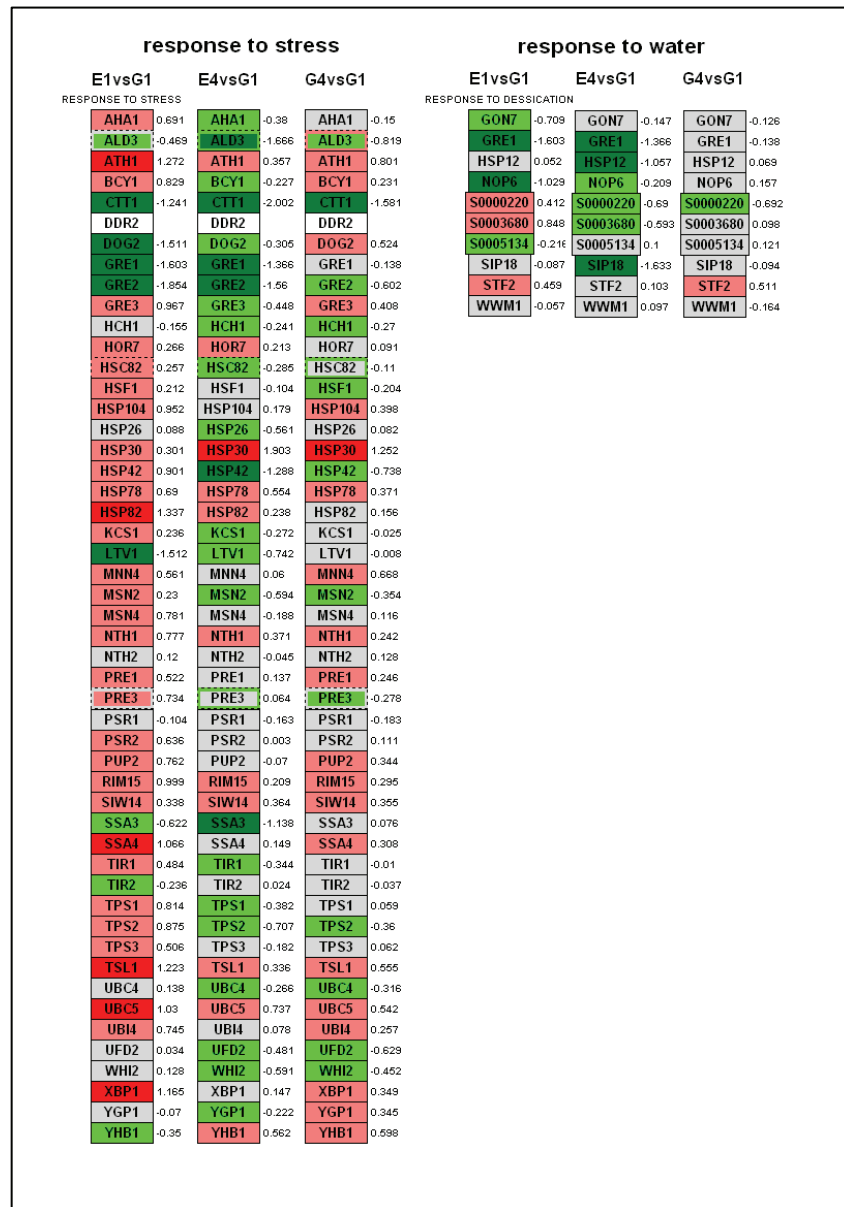 response to stress response to water
E1vsG1 E4vsG1 G4vsG1 E1vsG1 E4vsG1 G4vsG1
RESPONSE TO STRESS RESPONSE TO DESSICATION
AHA1 0.691 AHA1 -0.38 AHA1 -0.15 GON7 -0.709 GON7 -0.147 GON7 -0.126
ALD3 -0.469 ALD3 -1.666 ALD3 -0.819 GRE1 -1.603 GRE1 -1.366 GRE1 -0.138
ATH1 1.272 ATH1 0.357 ATH1 0.801 HSP12 0.052 HSP12 -1.057 HSP12 0.069
BCY1 0.829 BCY1 -0.227 BCY1 0.231 NOP6 -1.029 NOP6 -0.209 NOP6 0.157
CTT1 -1.241 CTT1 -2.002 CTT1 -1.581 S0000220 0.412 S0000220 -0.69 S0000220 -0.692
DDR2 DDR2 DDR2 S0003680 0.848 S0003680 -0.593 S0003680 0.098
DOG2 -1.511 DOG2 -0.305 DOG2 0.524 S0005134 -0.216 S0005134 0.1 S0005134 0.121
GRE1 -1.603 GRE1 -1.366 GRE1 -0.138 SIP18 -0.087 SIP18 -1.633 SIP18 -0.094
GRE2 -1.854 GRE2 -1.56 GRE2 -0.602 STF2 0.459 STF2 0.103 STF2 0.511
GRE3 0.967 GRE3 -0.448 GRE3 0.408 WWM1 -0.057 WWM1 0.097 WWM1 -0.164
HCH1 -0.155 HCH1 -0.241 HCH1 -0.27
HOR7 0.266 HOR7 0.213 HOR7 0.091
HSC82 0.257 HSC82 -0.285 HSC82 -0.11
HSF1 0.212 HSF1 -0.104 HSF1 -0.204
HSP104 0.952 HSP104 0.179 HSP104 0.398
HSP26 0.088 HSP26 -0.561 HSP26 0.082
HSP30 0.301 HSP30 1.903 HSP30 1.252
HSP42 0.901 HSP42 -1.288 HSP42 -0.738
HSP78 0.69 HSP78 0.554 HSP78 0.371
HSP82 1.337 HSP82 0.238 HSP82 0.156
KCS1 0.236 KCS1 -0.272 KCS1 -0.025
LTV1 -1.512 LTV1 -0.742 LTV1 -0.008
MNN4 0.561 MNN4 0.06 MNN4 0.668
MSN2 0.23 MSN2 -0.594 MSN2 -0.354
MSN4 0.781 MSN4 -0.188 MSN4 0.116
NTH1 0.777 NTH1 0.371 NTH1 0.242
NTH2 0.12 NTH2 -0.045 NTH2 0.128
PRE1 0.522 PRE1 0.137 PRE1 0.246
PRE3 0.734 PRE3 0.064 PRE3 -0.278
PSR1 -0.104 PSR1 -0.163 PSR1 -0.183
PSR2 0.636 PSR2 0.003 PSR2 0.111
PUP2 0.762 PUP2 -0.07 PUP2 0.344
RIM15 0.999 RIM15 0.209 RIM15 0.295
SIW14 0.338 SIW14 0.364 SIW14 0.355
SSA3 -0.622 SSA3 -1.138 SSA3 0.076
SSA4 1.066 SSA4 0.149 SSA4 0.308
TIR1 0.484 TIR1 -0.344 TIR1 -0.01
TIR2 -0.236 TIR2 0.024 TIR2 -0.037
TPS1 0.814 TPS1 -0.382 TPS1 0.059
TPS2 0.875 TPS2 -0.707 TPS2 -0.36
TPS3 0.506 TPS3 -0.182 TPS3 0.062
TSL1 1.223 TSL1 0.336 TSL1 0.555
UBC4 0.138 UBC4 -0.266 UBC4 -0.316
UBC5 1.03 UBC5 0.737 UBC5 0.542
UBI4 0.745 UBI4 0.078 UBI4 0.257
UFD2 0.034 UFD2 -0.481 UFD2 -0.629
WHI2 0.128 WHI2 -0.591 WHI2 -0.452
XBP1 1.165 XBP1 0.147 XBP1 0.349
YGP1 -0.07 YGP1 -0.222 YGP1 0.345
YHB1 -0.35 YHB1 0.562 YHB1 0.598